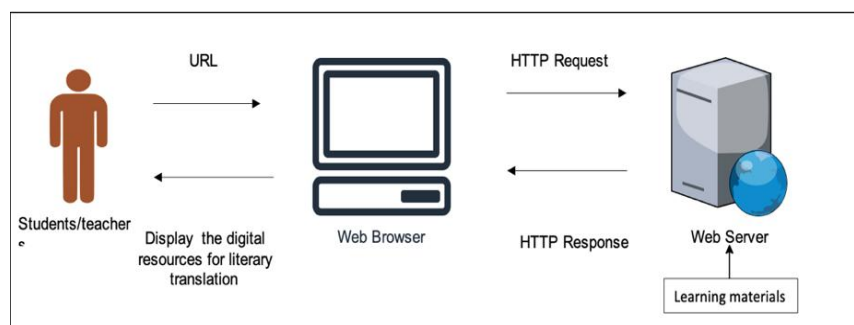 URL
HTTP Request
Students/teacher
s
Display the digital
resources for literary
translation
Web Browser
HTTP Response
Web Server
Learning materials